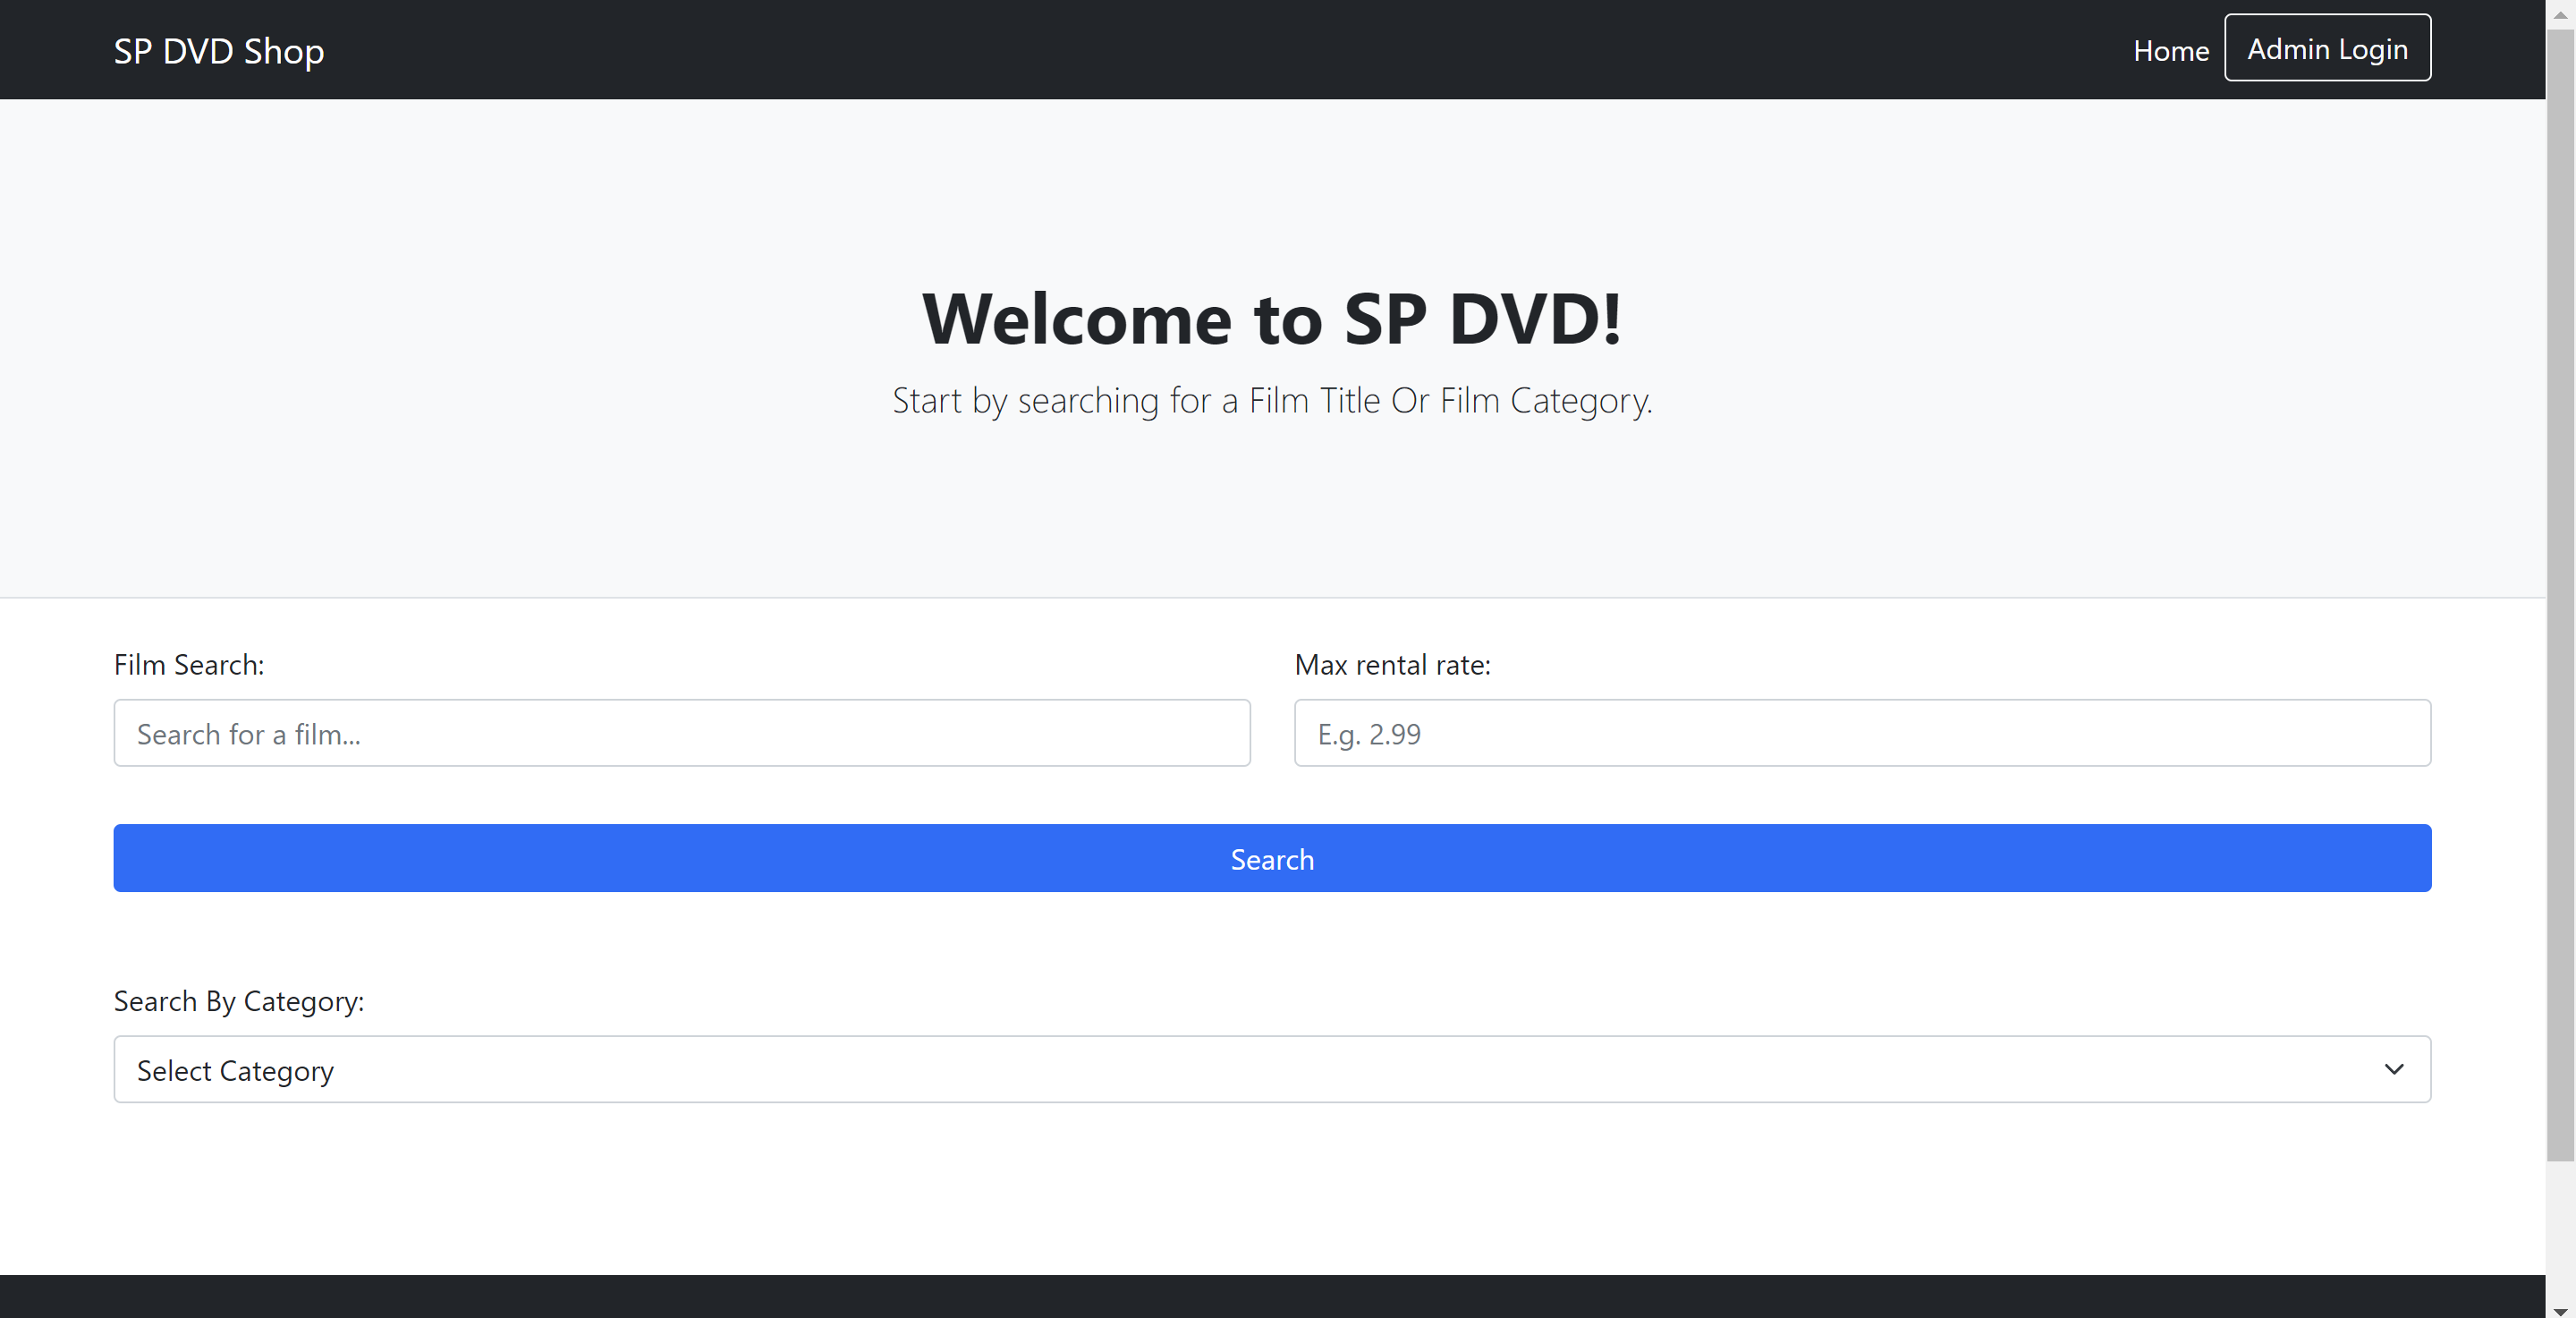 SP DVD Shop
Home
Admin Login
Welcome to SP DVD!
Start by searching for a Film Title Or Film Category.
Film Search:
Max rental rate:
Search for a film...
E.g. 2.99
Search
Search By Category:
Select Category